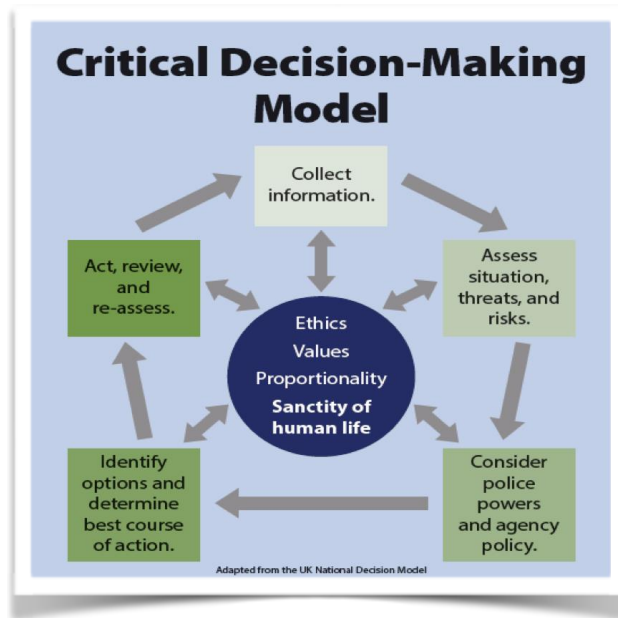 Critical Decision-Making
Model
Collect
information.
Assess
situation,
threats, and
risks.
Consider
police
powers
and agency
policy.
Identify
options and
determine
best course
of action.
Act, review,
and
re-assess.
Ethics
Values
Proportionality
Sanctity of
human life
Adapted from the UK National Decision Model